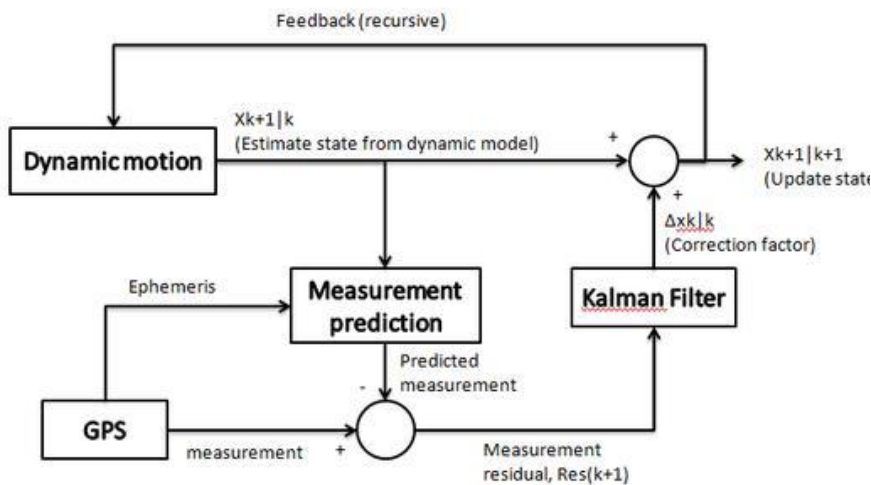 Feedback (recursive)
Xk+1|k
(Estimate state from dynamic model)
+
Dynamic motion
Xk+1|k+1
(Update state
+
Δxk|k
(Correction factor)
Ephemeris
Measurement
prediction
Kalman Filter
Predicted
measurement
-
GPS
measurement
+
Measurement
residual, Res(k+1)